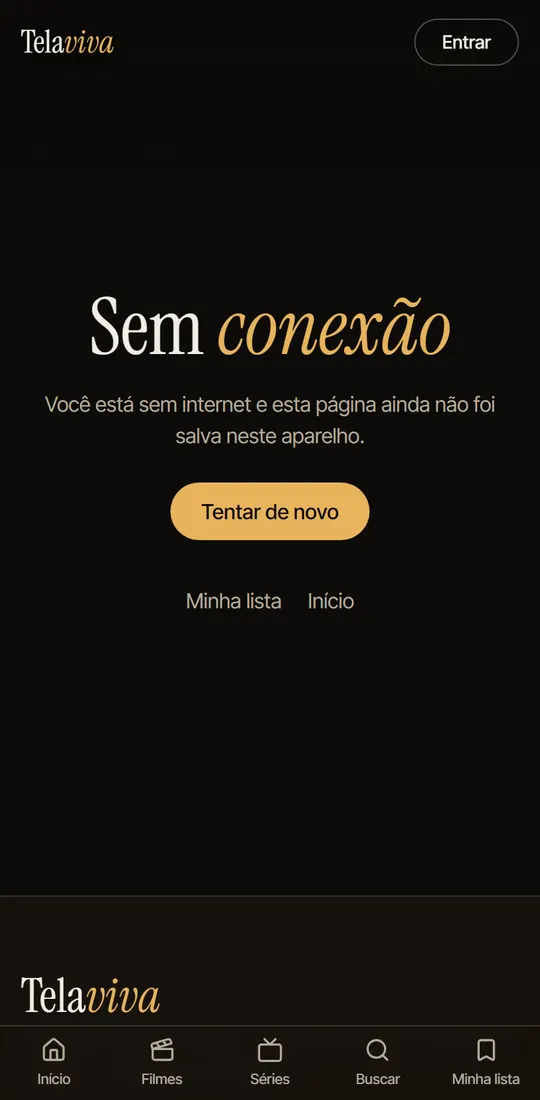 Telaviva
Entrar
Sem conexão
Você está sem internet e esta página ainda não foi
salva neste aparelho.
Tentar de novo
Minha lista Início
Telaviva
Início Filmes Séries Buscar Minha lista